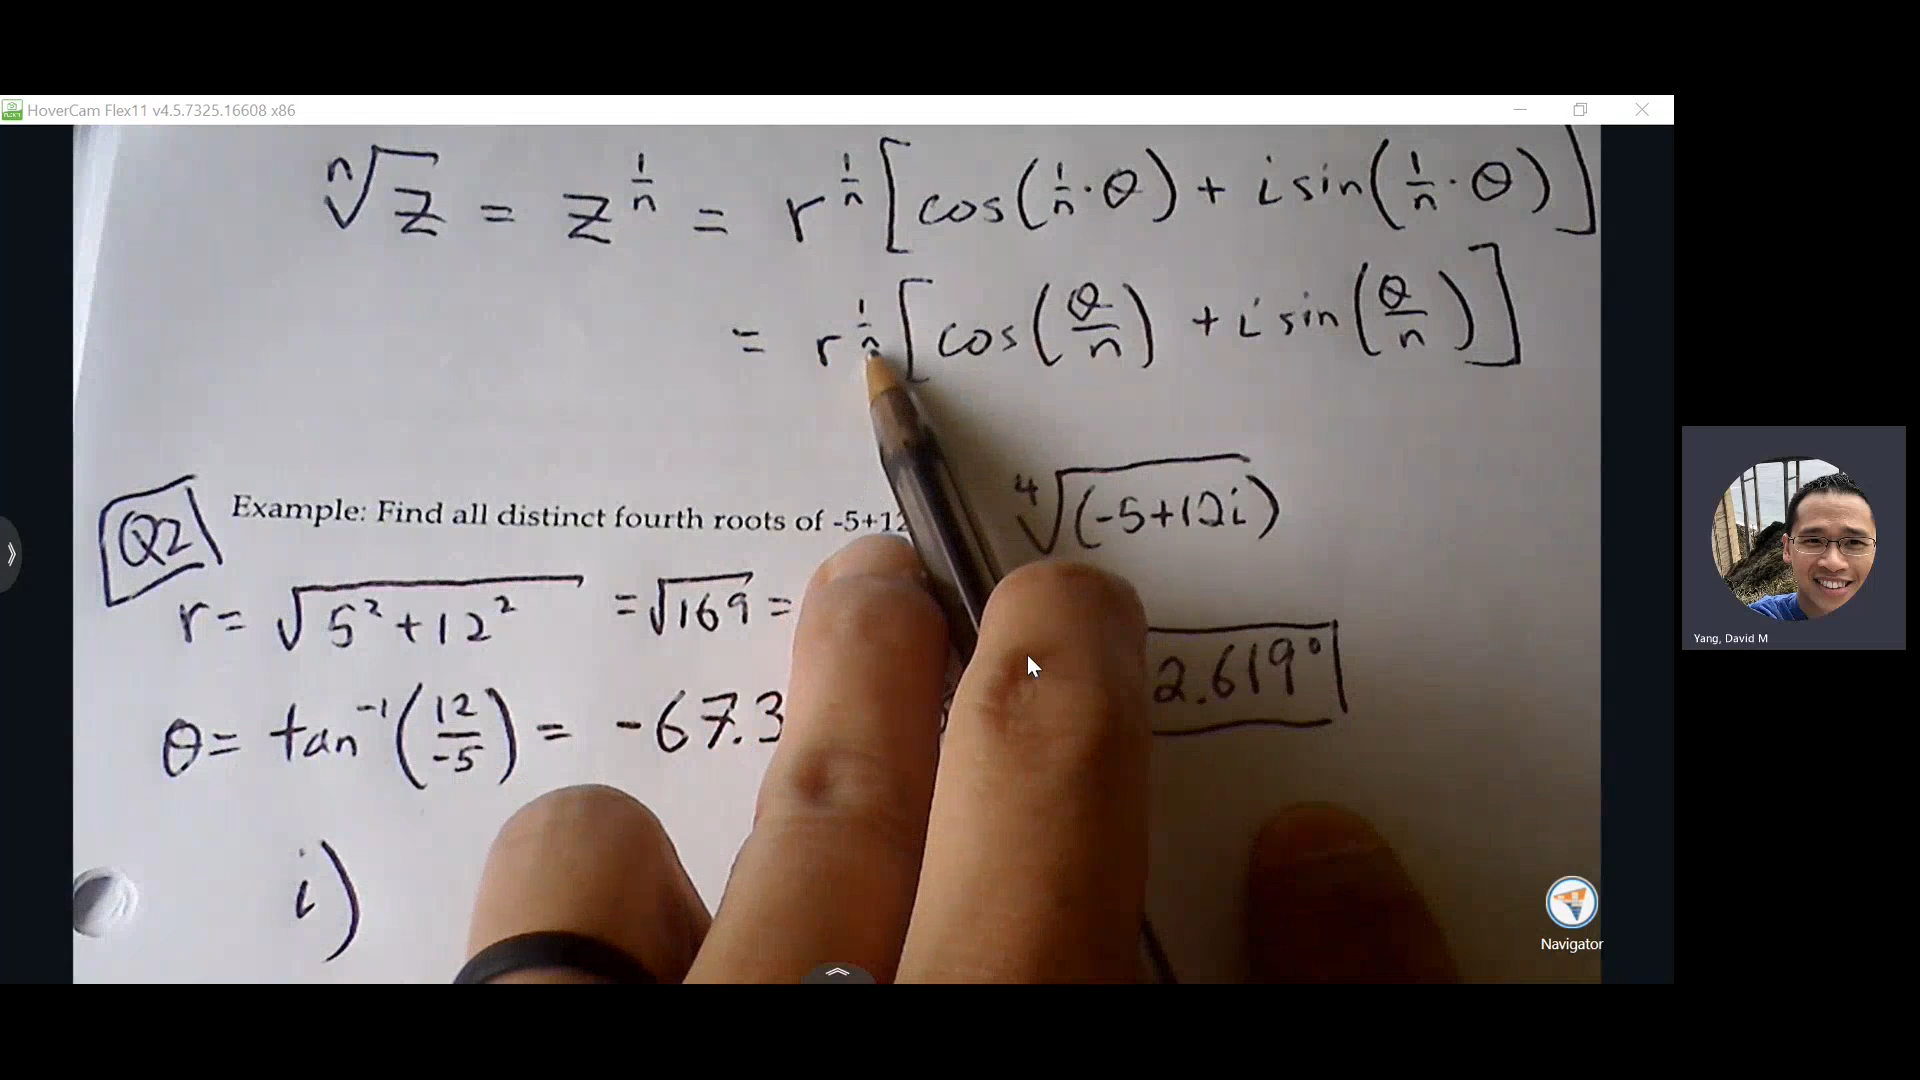 HoverCam Flex11 v4.5.7325.16608 x86
ⁿ√z = z^(1/n) = r^(1/n) [cos(1/n · θ) + i sin(1/n · θ)]
= r^(1/n) [cos(θ/n) + i sin(θ/n)]
Q2 Example: Find all distinct fourth roots of -5+12 ⁴√(-5+12i)
r = √(5² + 12²) = √169 =
θ = tan⁻¹(12/-5) = -67.3 2.619°
i)
Navigator
Yang, David M